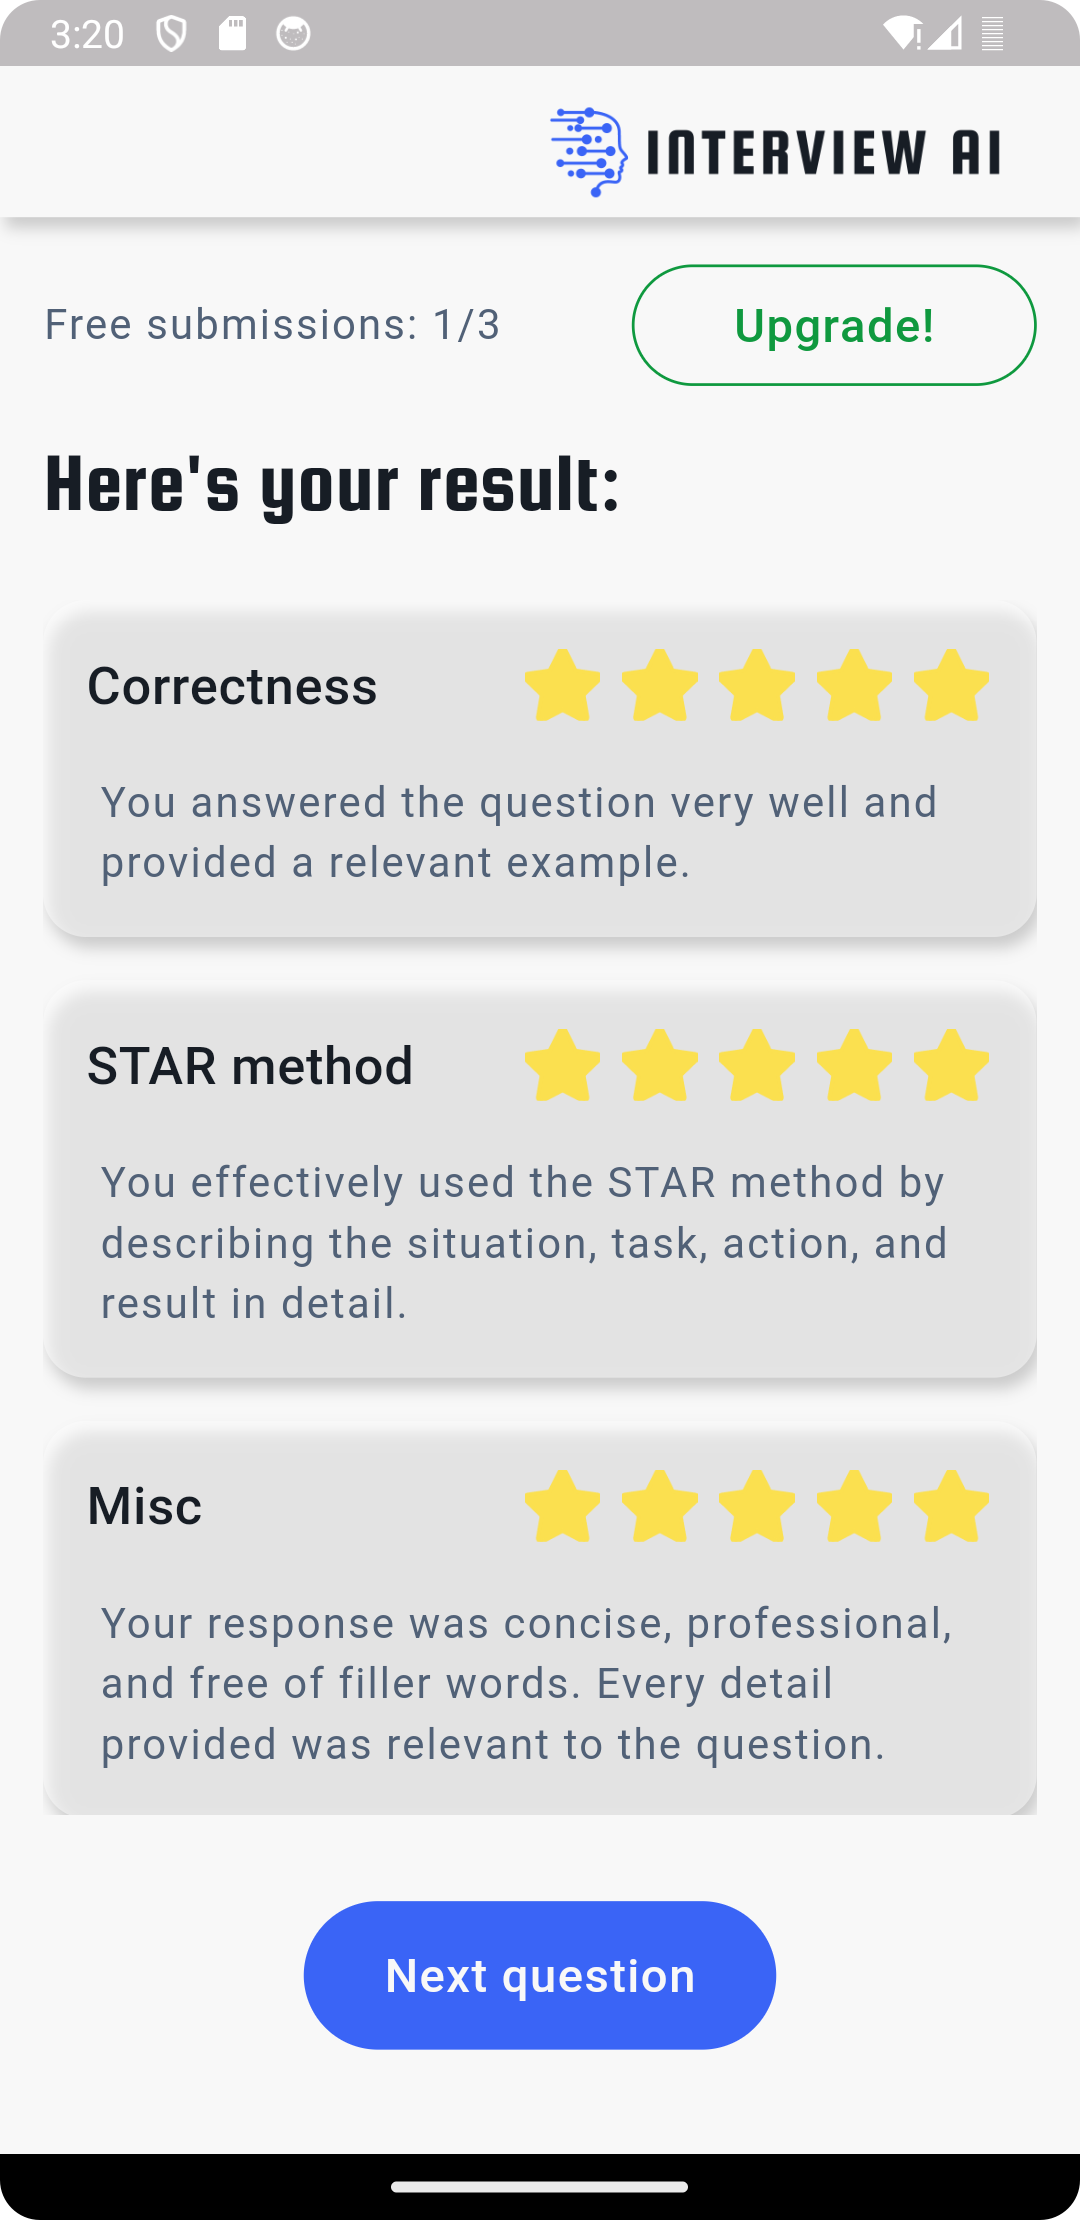 3:20
INTERVIEW AI
Free submissions: 1/3
Upgrade!
Here's your result:
Correctness
You answered the question very well and
provided a relevant example.
STAR method
You effectively used the STAR method by
describing the situation, task, action, and
result in detail.
Misc
Your response was concise, professional,
and free of filler words. Every detail
provided was relevant to the question.
Next question